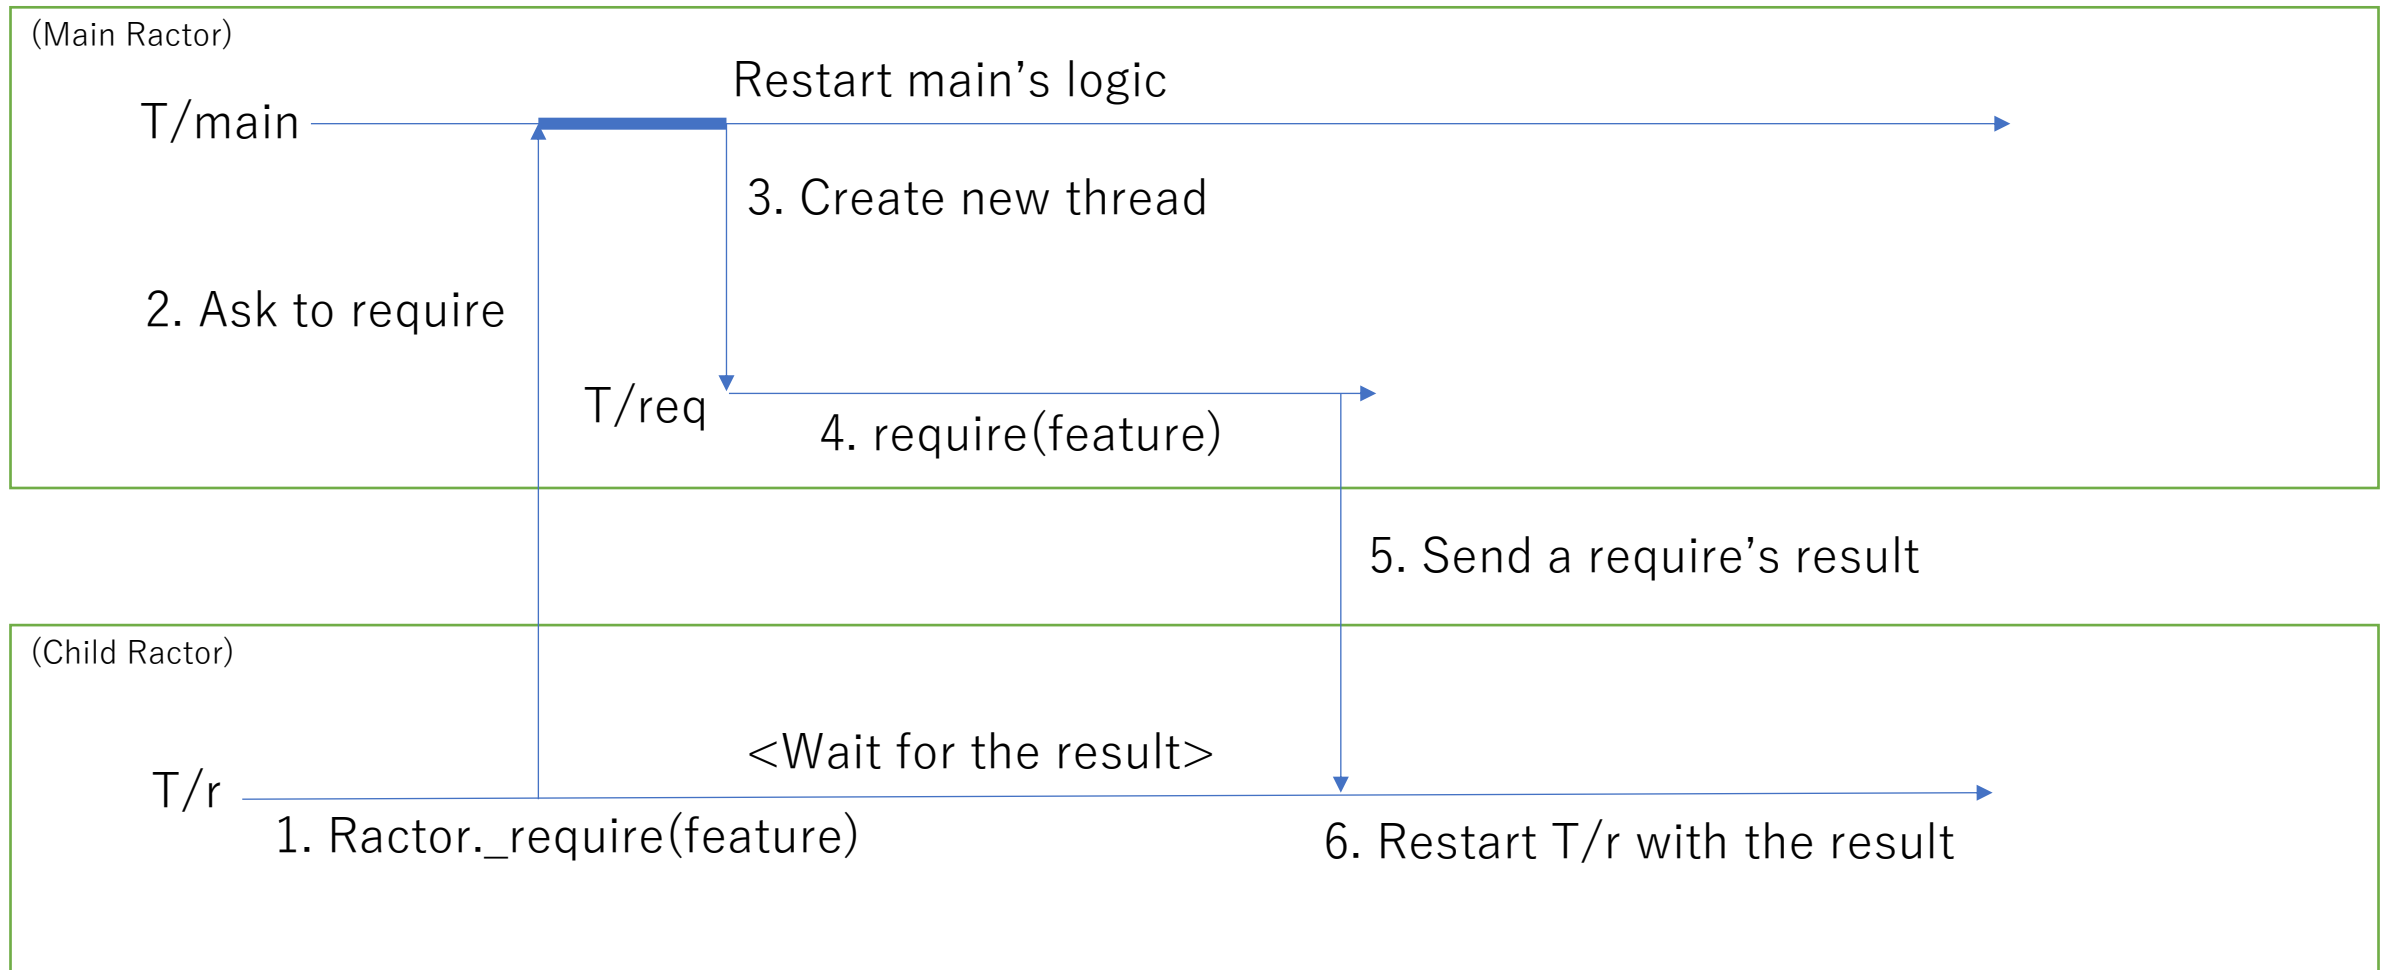 (Main Ractor)
Restart main’s logic
T/main
3. Create new thread
2. Ask to require
T/req
4. require(feature)
5. Send a require’s result
(Child Ractor)
<Wait for the result>
T/r
1. Ractor._require(feature)
6. Restart T/r with the result